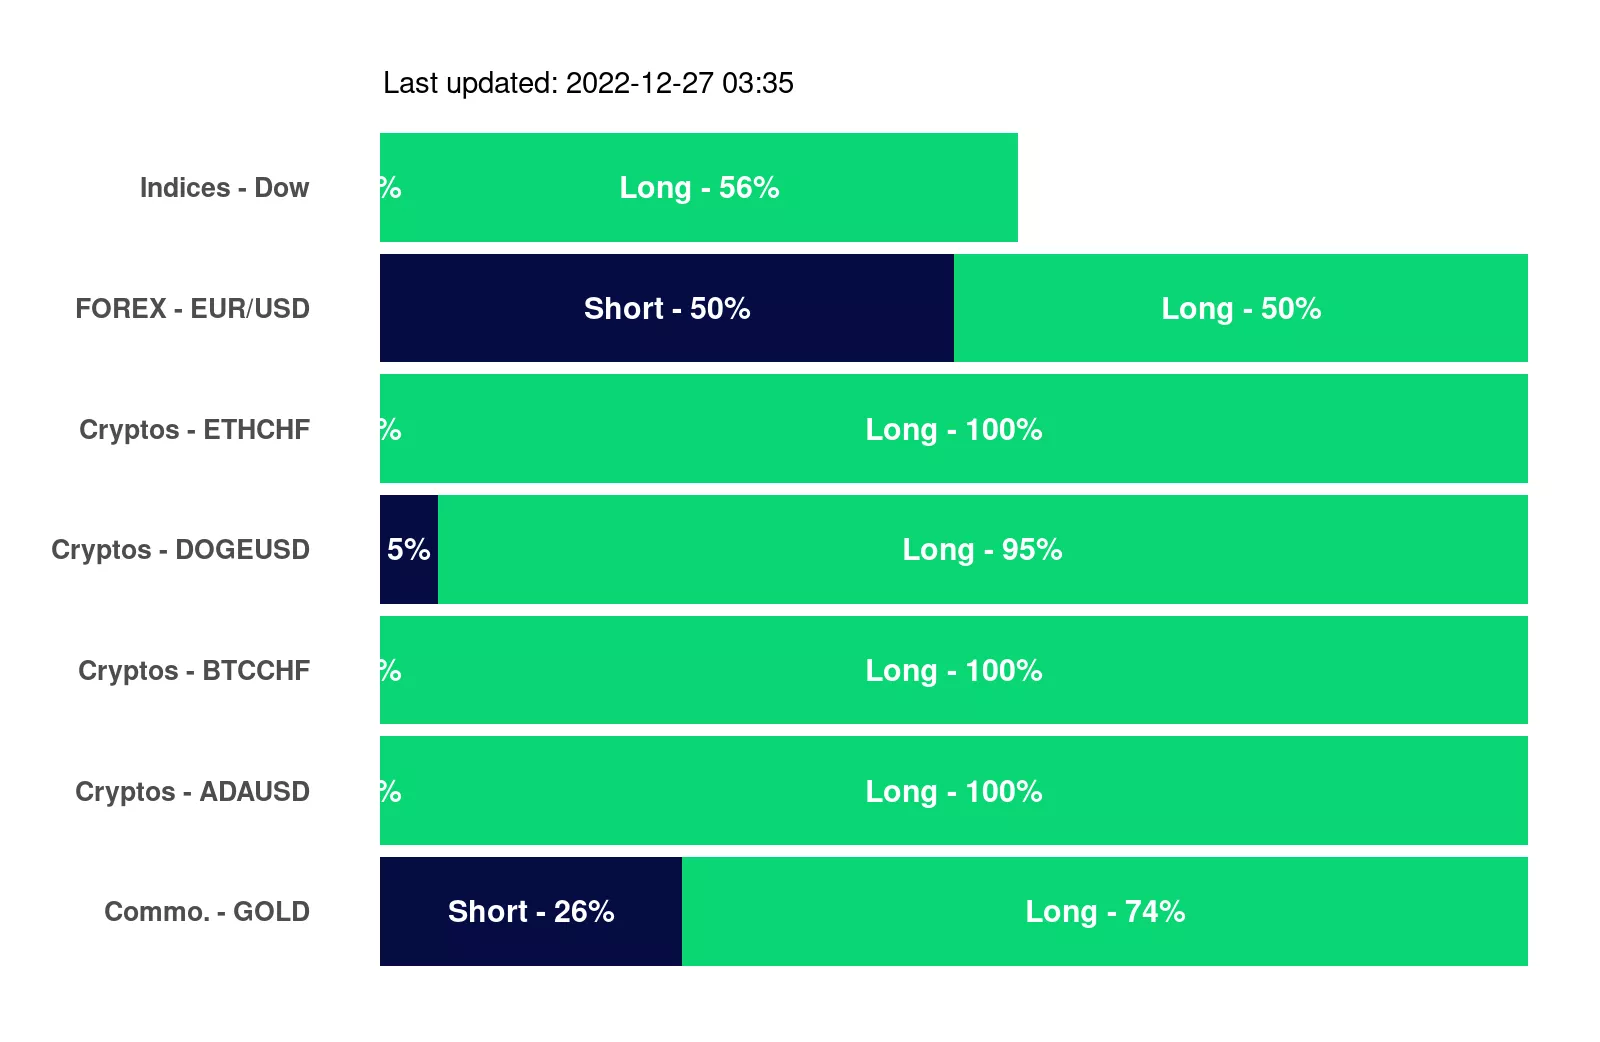 Last updated: 2022-12-27 03:35
Indices - Dow % Long - 56%
FOREX - EUR/USD Short - 50% Long - 50%
Cryptos - ETHCHF % Long - 100%
Cryptos - DOGEUSD 5% Long - 95%
Cryptos - BTCCHF % Long - 100%
Cryptos - ADAUSD % Long - 100%
Commo. - GOLD Short - 26% Long - 74%